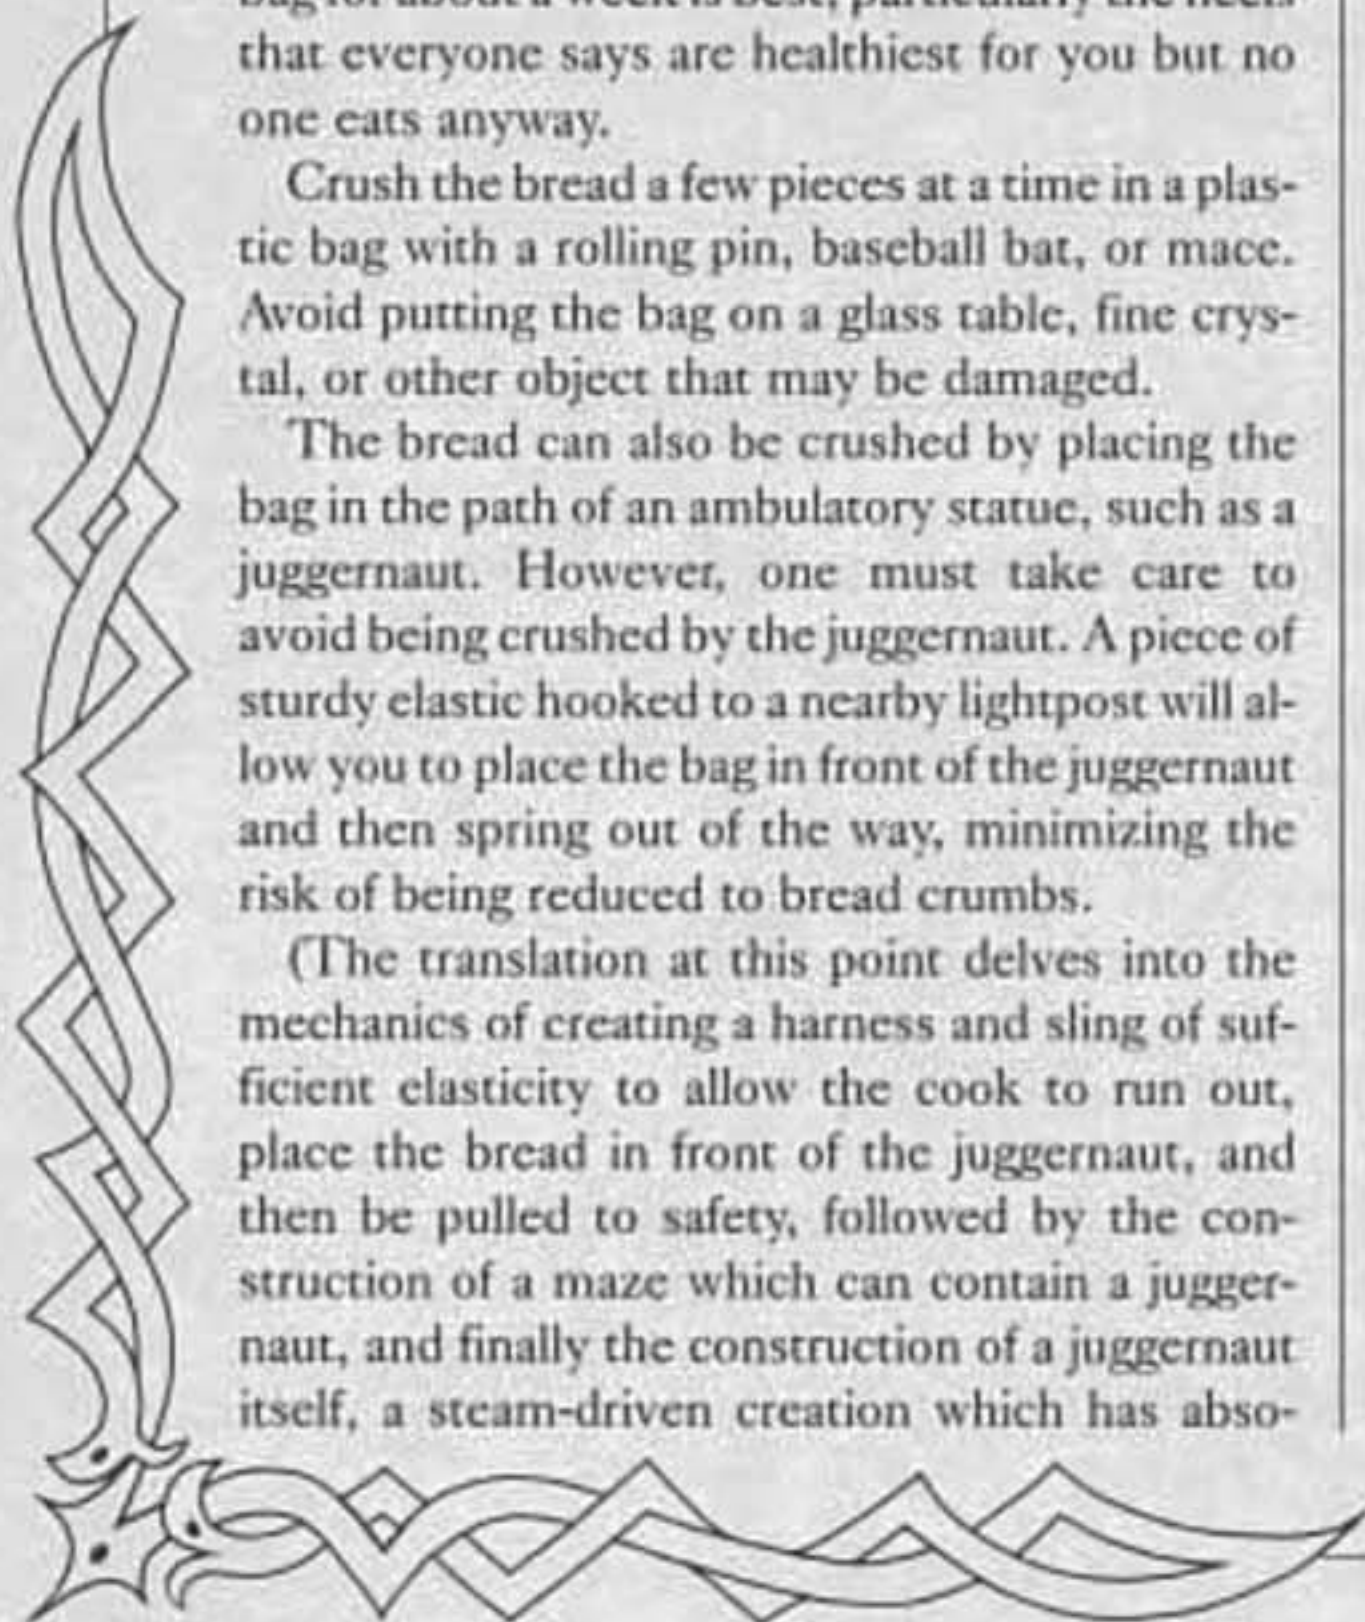 bag for about a week is best, particularly the heels
that everyone says are healthiest for you but no
one eats anyway.
Crush the bread a few pieces at a time in a plas-
tic bag with a rolling pin, baseball bat, or mace.
Avoid putting the bag on a glass table, fine crys-
tal, or other object that may be damaged.
The bread can also be crushed by placing the
bag in the path of an ambulatory statue, such as a
juggernaut. However, one must take care to
avoid being crushed by the juggernaut. A piece of
sturdy elastic hooked to a nearby lightpost will al-
low you to place the bag in front of the juggernaut
and then spring out of the way, minimizing the
risk of being reduced to bread crumbs.
(The translation at this point delves into the
mechanics of creating a harness and sling of suf-
ficient elasticity to allow the cook to run out,
place the bread in front of the juggernaut, and
then be pulled to safety, followed by the con-
struction of a maze which can contain a jugger-
naut, and finally the construction of a juggernaut
itself, a steam-driven creation which has abso-